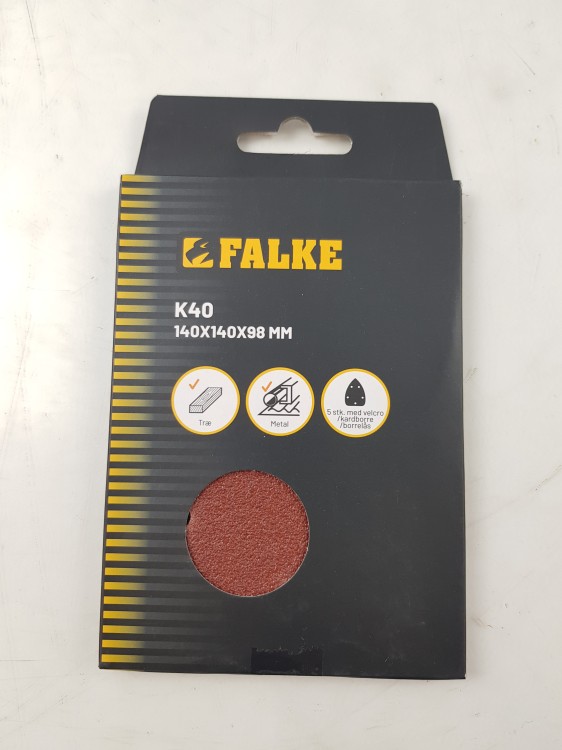 FALKE
K40
140X140X98 MM
Træ
Metal
5 stk. med velcro
/kardborre
/borrelås